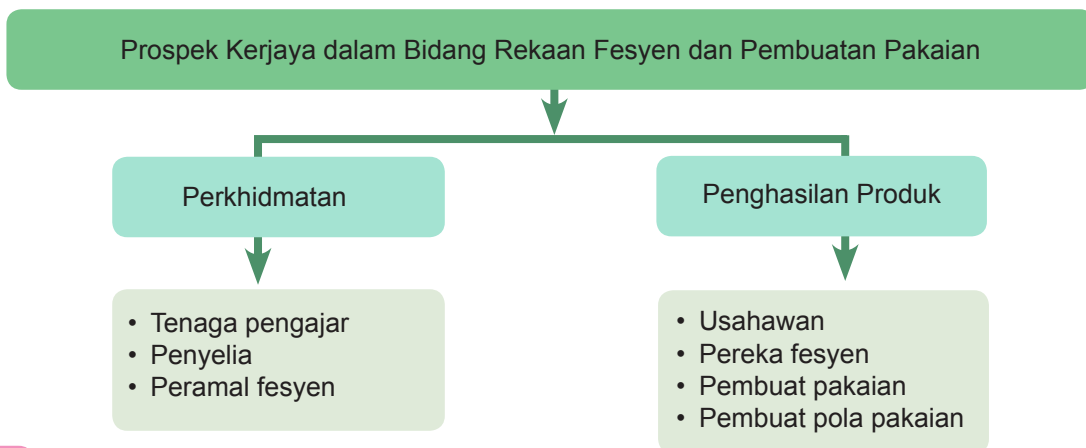 Prospek Kerjaya dalam Bidang Rekaan Fesyen dan Pembuatan Pakaian
Perkhidmatan
• Tenaga pengajar
• Penyelia
• Peramal fesyen
Penghasilan Produk
• Usahawan
• Pereka fesyen
• Pembuat pakaian
• Pembuat pola pakaian